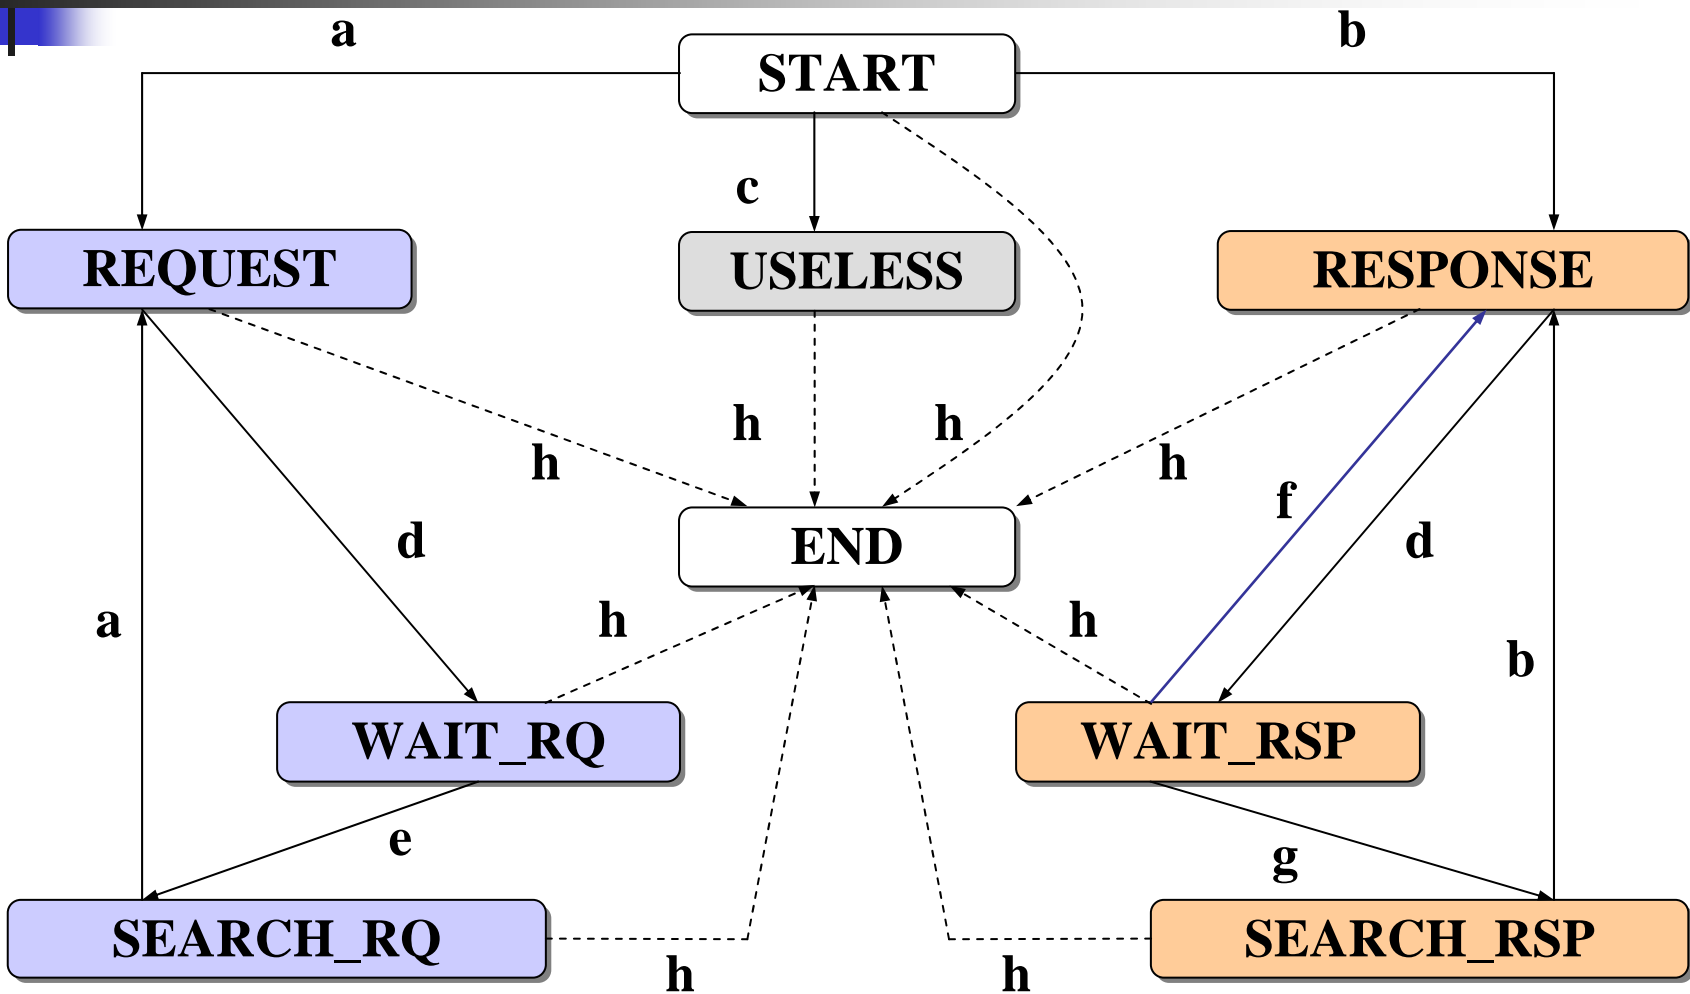 a
b
START
c
REQUEST
USELESS
RESPONSE
h
h
h
h
f
d
d
END
a
h
h
b
WAIT_RQ
WAIT_RSP
e
g
SEARCH_RQ
SEARCH_RSP
h
h